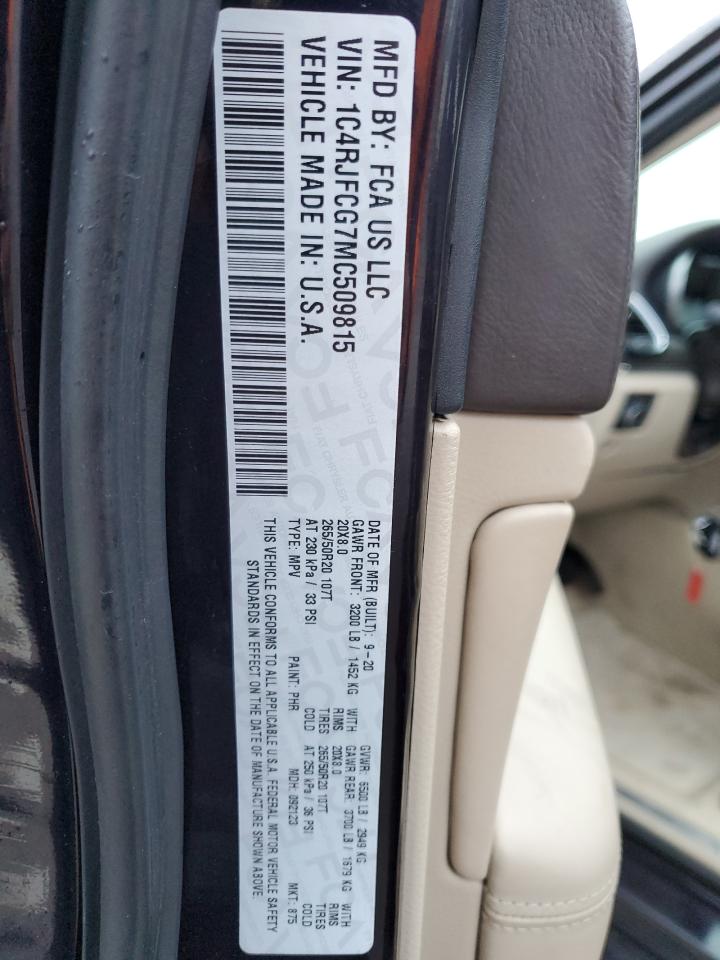 MFD BY: FCA US LLC
VIN: 1C4RJFCG7MC509815
VEHICLE MADE IN: U.S.A.
DATE OF MFR (BUILT): 9-20 GVWR: 6500 LB / 2949 KG
GAWR FRONT: 3200 LB / 1452 KG WITH GAWR REAR: 3700 LB / 1679 KG WITH
20X8.0 RIMS 20X8.0 RIMS
265/50R20 107T TIRES 265/50R20 107T TIRES
AT 230 kPa / 33 PSI COLD AT 250 kPa / 36 PSI COLD
TYPE: MPV PAINT: PHR MDH: 092123 MKT: 875
THIS VEHICLE CONFORMS TO ALL APPLICABLE U.S.A. FEDERAL MOTOR VEHICLE SAFETY
STANDARDS IN EFFECT ON THE DATE OF MANUFACTURE SHOWN ABOVE.